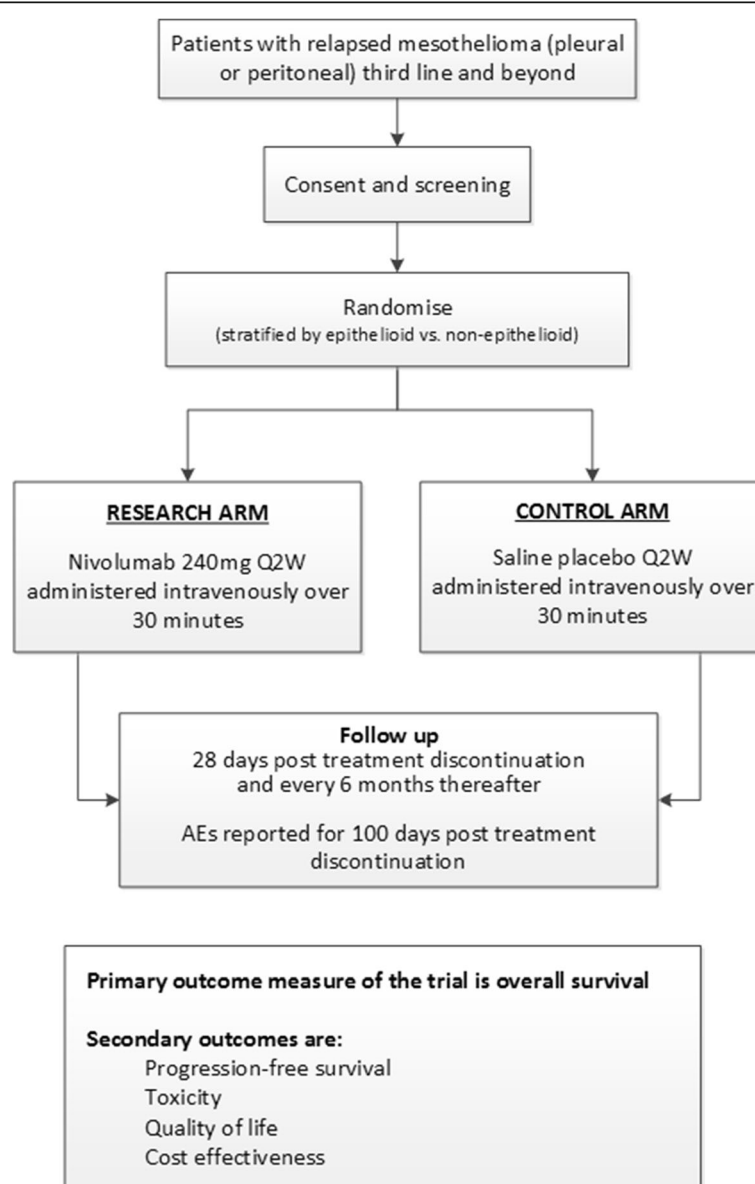 Patients with relapsed mesothelioma (pleural
or peritoneal) third line and beyond
Consent and screening
Randomise
(stratified by epithelioid vs. non-epithelioid)
RESEARCH ARM
Nivolumab 240mg Q2W
administered intravenously over
30 minutes
CONTROL ARM
Saline placebo Q2W
administered intravenously over
30 minutes
Follow up
28 days post treatment discontinuation
and every 6 months thereafter
AEs reported for 100 days post treatment
discontinuation
Primary outcome measure of the trial is overall survival
Secondary outcomes are:
Progression-free survival
Toxicity
Quality of life
Cost effectiveness